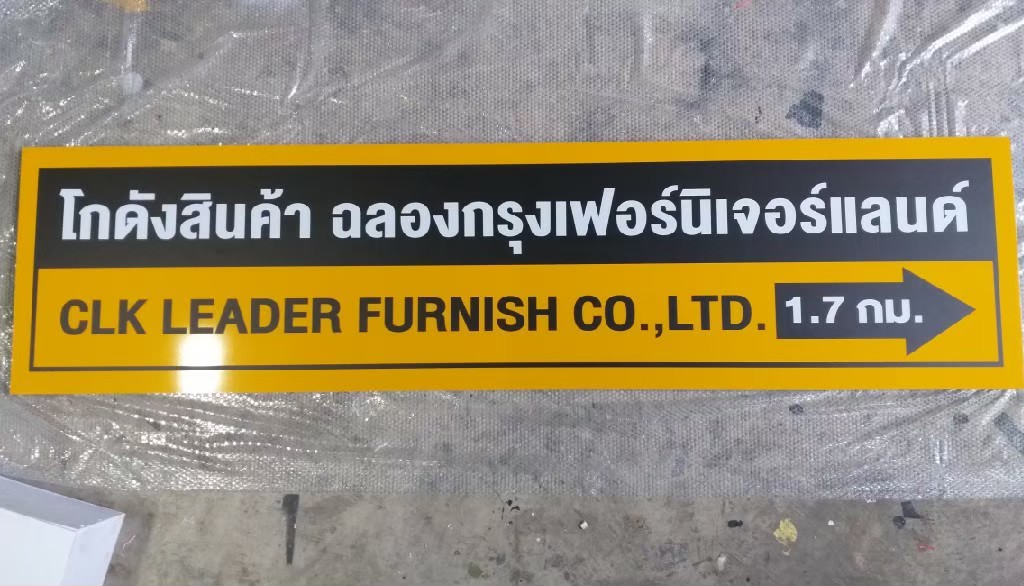 โกดังสินค้า ฉลองกรุงเฟอร์นิเจอร์แลนด์
CLK LEADER FURNISH CO.,LTD. 1.7 กม.